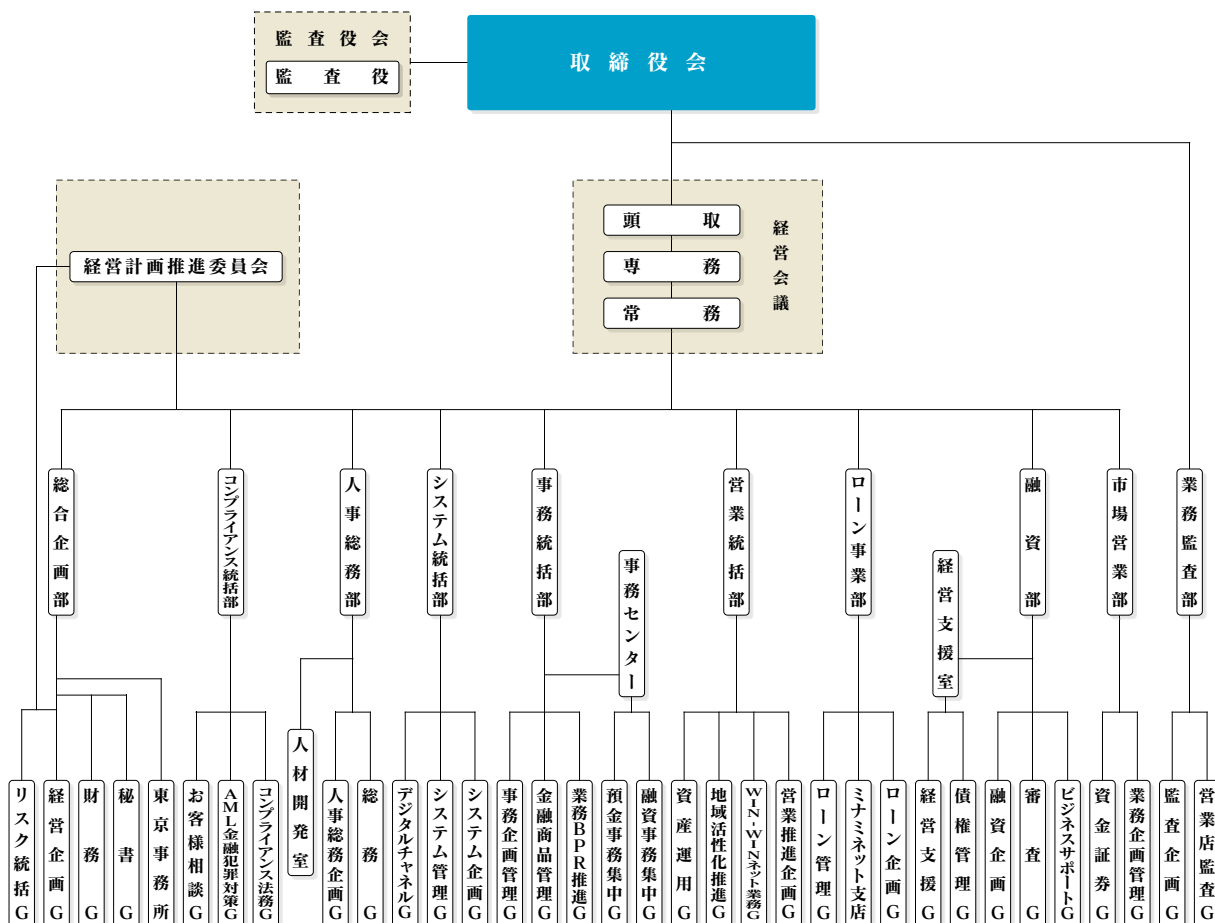 監査役会
監査役
取締役会
経営計画推進委員会
頭取
専務
常務
経営会議
総合企画部
コンプライアンス統括部
人事総務部
システム統括部
事務統括部
事務センター
営業統括部
ローン事業部
経営支援室
融資部
市場営業部
業務監査部
リスク統括G
経営企画G
財務G
秘書G
東京事務所
お客様相談G
AML金融犯罪対策G
コンプライアンス法務G
人材開発室
人事総務企画G
総務G
デジタルチャネルG
システム管理G
システム企画G
事務企画管理G
金融商品管理G
業務BPR推進G
預金事務集中G
融資事務集中G
資産運用G
地域活性化推進G
WIN-WINネット業務G
営業推進企画G
ローン管理G
ミナミネット支店
ローン企画G
経営支援G
債権管理G
融資企画G
審査G
ビジネスサポートG
資金証券G
業務企画管理G
監査企画G
営業店監査G